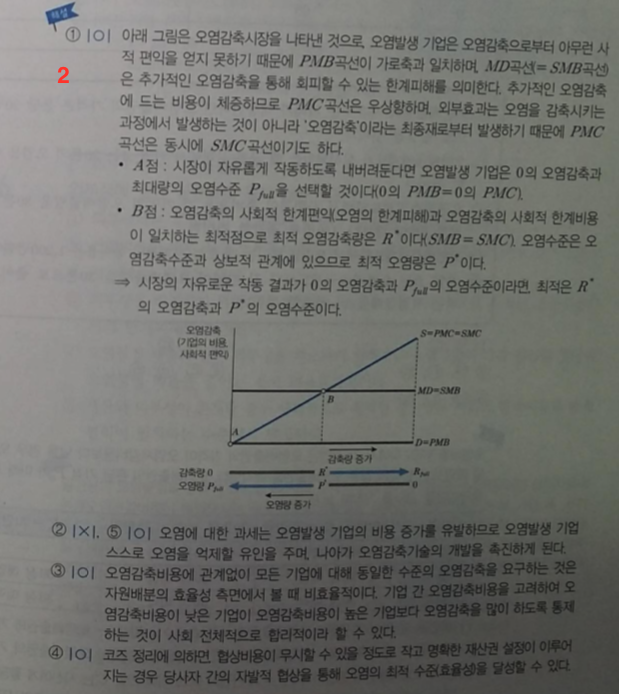 해설
① |O| 아래 그림은 오염감축시장을 나타낸 것으로, 오염발생 기업은 오염감축으로부터 아무런 사
적 편익을 얻지 못하기 때문에 PMB곡선이 가로축과 일치하며, MD곡선(= SMB곡선)
2
은 추가적인 오염감축을 통해 회피할 수 있는 한계피해를 의미한다. 추가적인 오염감축
에 드는 비용이 체증하므로 PMC곡선은 우상향하며, 외부효과는 오염을 감축시키는
과정에서 발생하는 것이 아니라 '오염감축'이라는 최종재로부터 발생하기 때문에 PMC
곡선은 동시에 SMC곡선이기도 하다.
• A점 : 시장이 자유롭게 작동하도록 내버려둔다면 오염발생 기업은 0의 오염감축과
최대량의 오염수준 Pfull을 선택할 것이다(0의 PMB=0의 PMC).
• B점 : 오염감축의 사회적 한계편익(오염의 한계피해)과 오염감축의 사회적 한계비용
이 일치하는 최적점으로 최적 오염감축량은 R*이다(SMB = SMC). 오염수준은 오
염감축수준과 상보적 관계에 있으므로 최적 오염량은 P*이다.
⇒ 시장의 자유로운 작동 결과가 0의 오염감축과 Pfull의 오염수준이라면, 최적은 R*
의 오염감축과 P*의 오염수준이다.
오염감축
(기업의 비용,
사회적 편익)
S=PMC=SMC
MD=SMB
B
A
D=PMB
감축량 증가
감축량 0 R* Rfull
오염량 Pfull P* 0
오염량 증가
② |X|, ⑤ |O| 오염에 대한 과세는 오염발생 기업의 비용 증가를 유발하므로 오염발생 기업
스스로 오염을 억제할 유인을 주며, 나아가 오염감축기술의 개발을 촉진하게 된다.
③ |O| 오염감축비용에 관계없이 모든 기업에 대해 동일한 수준의 오염감축을 요구하는 것은
자원배분의 효율성 측면에서 볼 때 비효율적이다. 기업 간 오염감축비용을 고려하여 오
염감축비용이 낮은 기업이 오염감축비용이 높은 기업보다 오염감축을 많이 하도록 통제
하는 것이 사회 전체적으로 합리적이라 할 수 있다.
④ |O| 코즈 정리에 의하면, 협상비용이 무시할 수 있을 정도로 작고 명확한 재산권 설정이 이루어
지는 경우 당사자 간의 자발적 협상을 통해 오염의 최적 수준(효율성)을 달성할 수 있다.